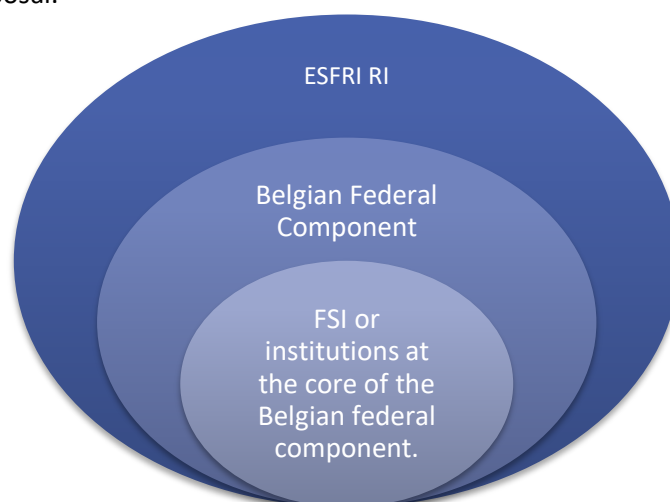 ESFRI RI
Belgian Federal
Component
FSI or
institutions at
the core of the
Belgian federal
component.